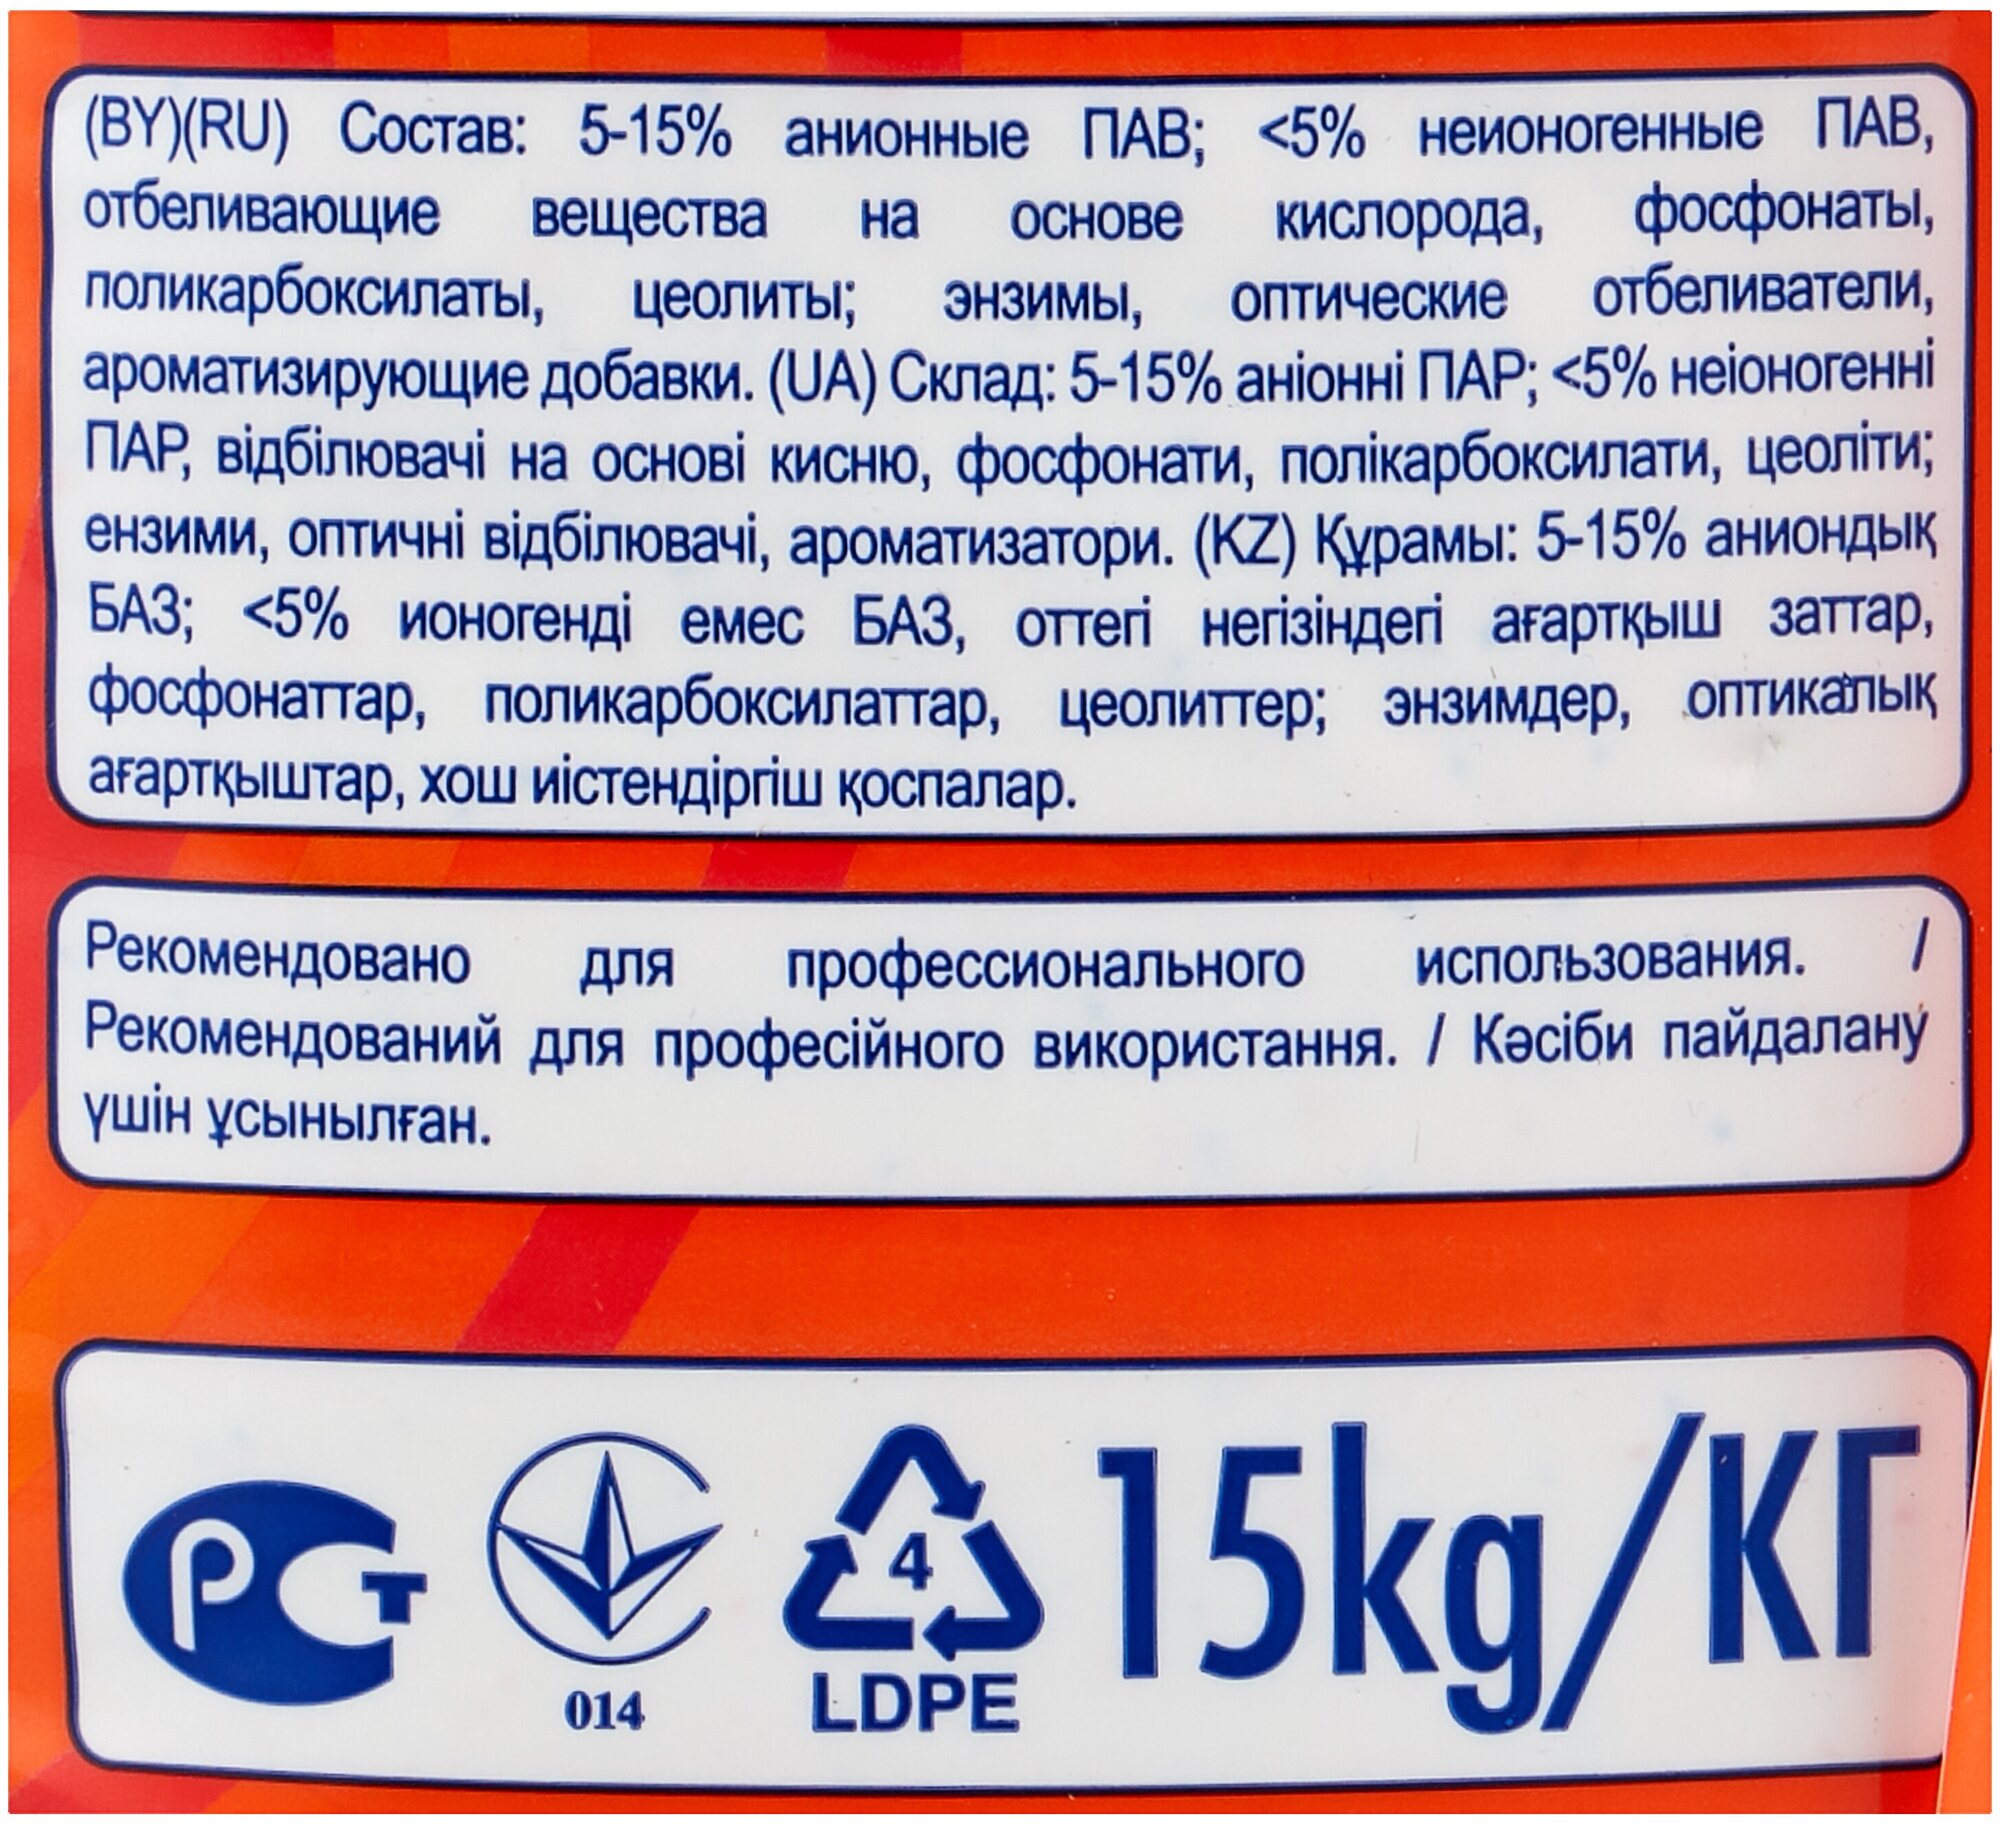 (BY)(RU) Состав: 5-15% анионные ПАВ; <5% неионогенные ПАВ,
отбеливающие вещества на основе кислорода, фосфонаты,
поликарбоксилаты, цеолиты; энзимы, оптические отбеливатели,
ароматизирующие добавки. (UA) Склад: 5-15% аніонні ПАР; <5% неіоногенні
ПАР, відбілювачі на основі кисню, фосфонати, полікарбоксилати, цеоліти;
ензими, оптичні відбілювачі, ароматизатори. (KZ) Құрамы: 5-15% аниондық
БАЗ; <5% ионогенді емес БАЗ, оттегі негізіндегі ағартқыш заттар,
фосфонаттар, поликарбоксилаттар, цеолиттер; энзимдер, оптикалық
ағартқыштар, хош иістендіргіш қоспалар.
Рекомендовано для профессионального использования. /
Рекомендований для професійного використання. / Кәсіби пайдалану
үшін ұсынылған.
РСТ
014
4
LDPE
15kg/КГ